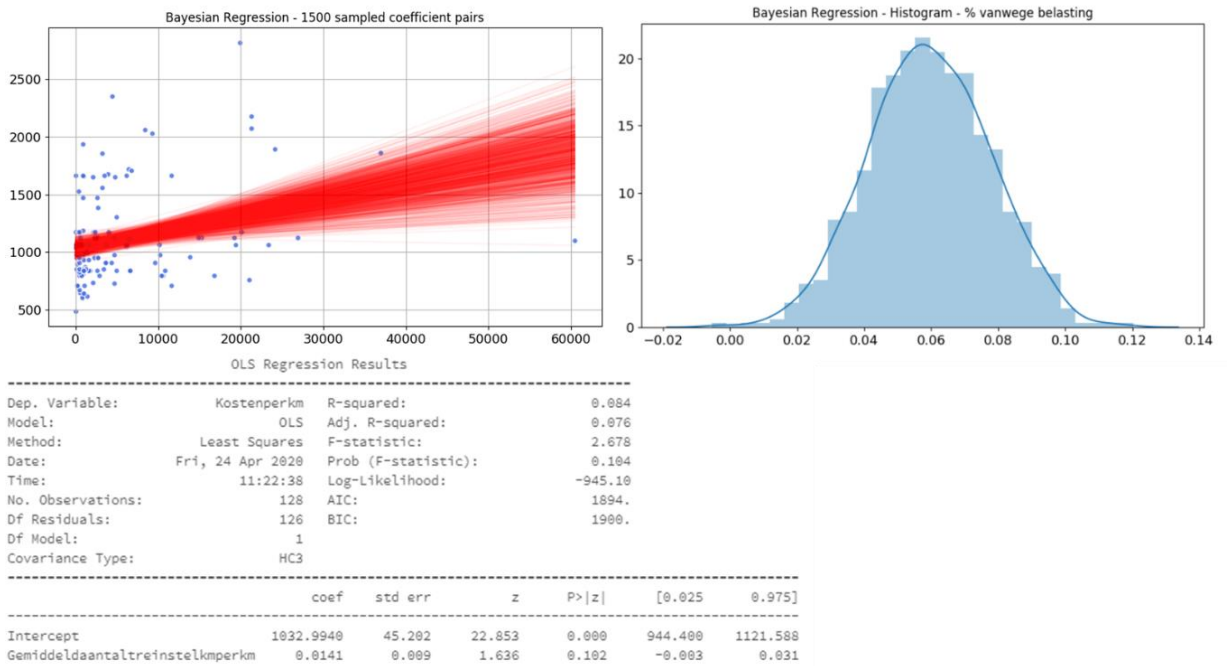 Bayesian Regression - 1500 sampled coefficient pairs
2500
2000
1500
1000
500
0 10000 20000 30000 40000 50000 60000
Bayesian Regression - Histogram - % vanwege belasting
20
15
10
5
0
−0.02 0.00 0.02 0.04 0.06 0.08 0.10 0.12 0.14
OLS Regression Results
Dep. Variable: Kostenperkm R-squared: 0.084
Model: OLS Adj. R-squared: 0.076
Method: Least Squares F-statistic: 2.678
Date: Fri, 24 Apr 2020 Prob (F-statistic): 0.104
Time: 11:22:38 Log-Likelihood: -945.10
No. Observations: 128 AIC: 1894.
Df Residuals: 126 BIC: 1900.
Df Model: 1
Covariance Type: HC3
coef std err z P>|z| [0.025 0.975]
Intercept 1032.9940 45.202 22.853 0.000 944.400 1121.588
Gemiddeldaantaltreinstelkmperkm 0.0141 0.009 1.636 0.102 -0.003 0.031